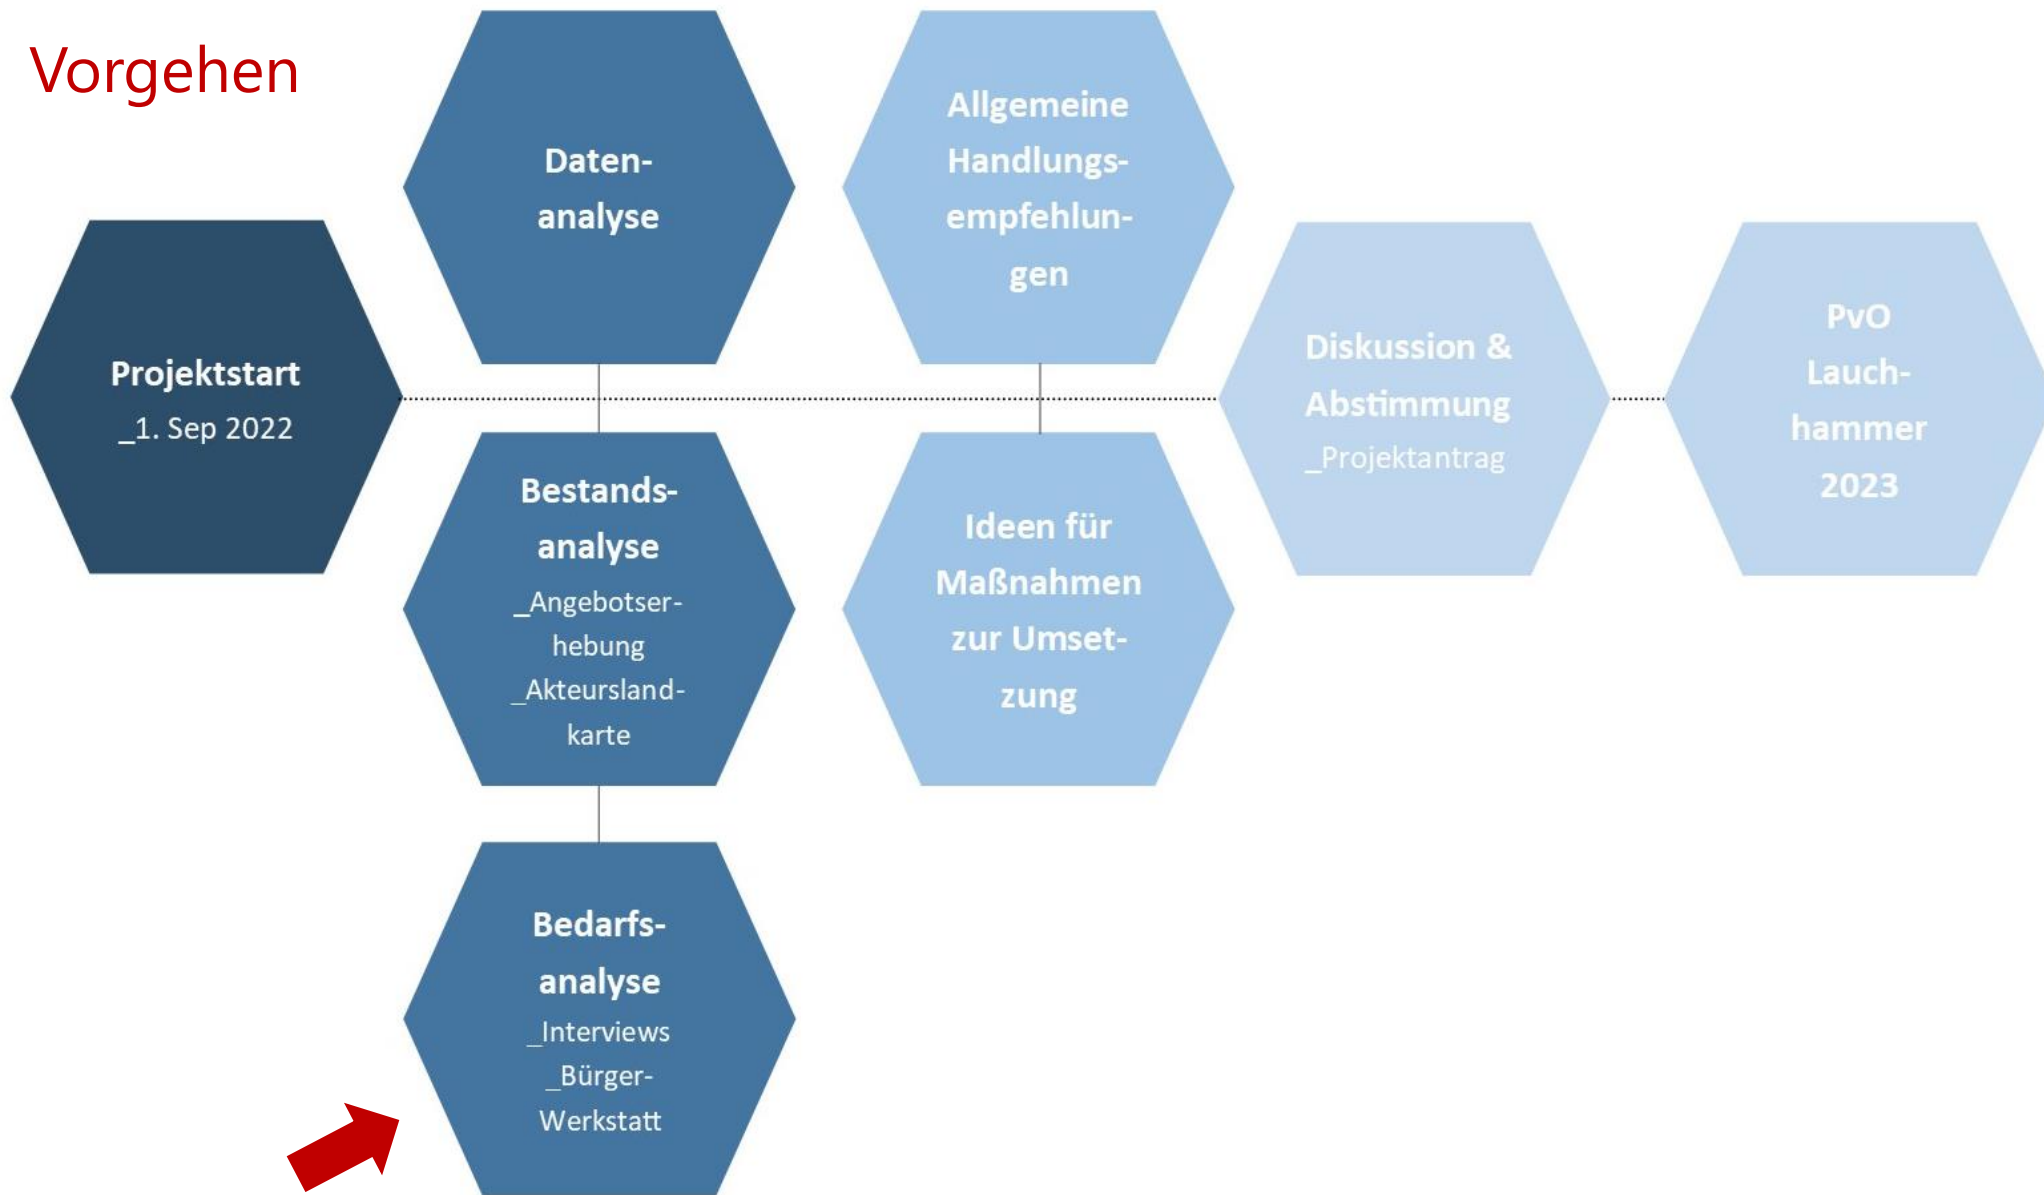 Vorgehen
Projektstart
_1. Sep 2022
Daten-
analyse
Bestands-
analyse
_Angebotser-
hebung
_Akteursland-
karte
Bedarfs-
analyse
_Interviews
_Bürger-
Werkstatt
Allgemeine
Handlungs-
empfehlun-
gen
Ideen für
Maßnahmen
zur Umset-
zung
Diskussion &
Abstimmung
_Projektantrag
PvO
Lauch-
hammer
2023